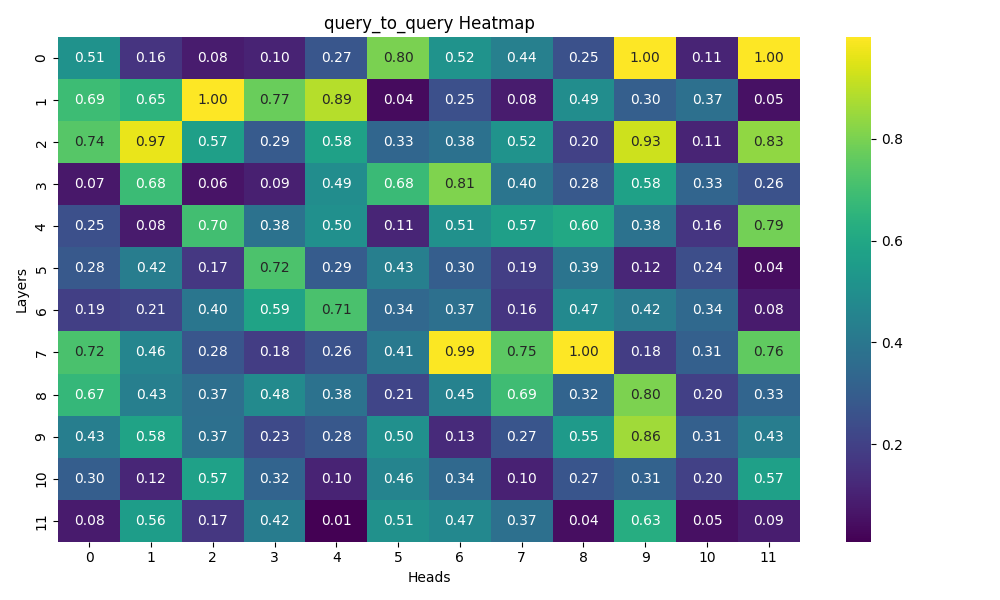 query_to_query Heatmap
0 0.51 0.16 0.08 0.10 0.27 0.80 0.52 0.44 0.25 1.00 0.11 1.00
1 0.69 0.65 1.00 0.77 0.89 0.04 0.25 0.08 0.49 0.30 0.37 0.05
2 0.74 0.97 0.57 0.29 0.58 0.33 0.38 0.52 0.20 0.93 0.11 0.83
3 0.07 0.68 0.06 0.09 0.49 0.68 0.81 0.40 0.28 0.58 0.33 0.26
4 0.25 0.08 0.70 0.38 0.50 0.11 0.51 0.57 0.60 0.38 0.16 0.79
5 0.28 0.42 0.17 0.72 0.29 0.43 0.30 0.19 0.39 0.12 0.24 0.04
6 0.19 0.21 0.40 0.59 0.71 0.34 0.37 0.16 0.47 0.42 0.34 0.08
7 0.72 0.46 0.28 0.18 0.26 0.41 0.99 0.75 1.00 0.18 0.31 0.76
8 0.67 0.43 0.37 0.48 0.38 0.21 0.45 0.69 0.32 0.80 0.20 0.33
9 0.43 0.58 0.37 0.23 0.28 0.50 0.13 0.27 0.55 0.86 0.31 0.43
10 0.30 0.12 0.57 0.32 0.10 0.46 0.34 0.10 0.27 0.31 0.20 0.57
11 0.08 0.56 0.17 0.42 0.01 0.51 0.47 0.37 0.04 0.63 0.05 0.09
0 1 2 3 4 5 6 7 8 9 10 11
Heads
Layers
0.8
0.6
0.4
0.2